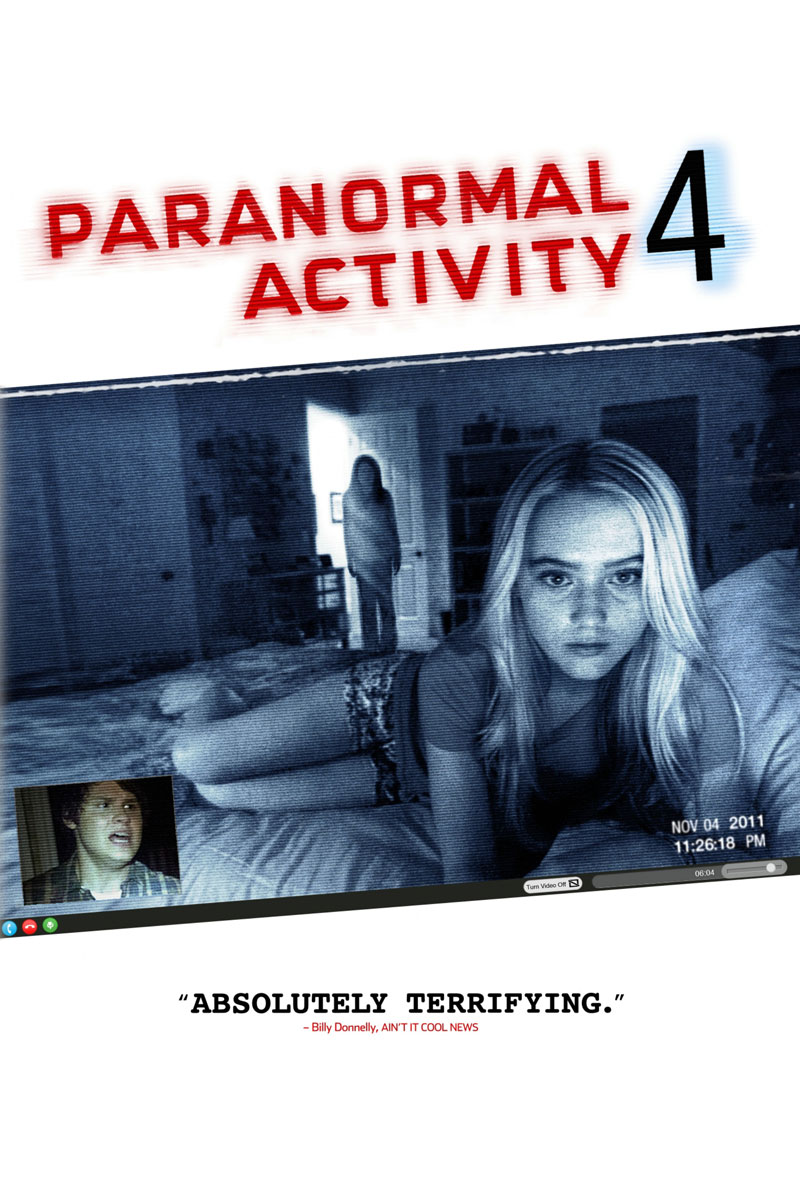 PARANORMAL
ACTIVITY 4
NOV 04 2011
11:26:18 PM
Turn Video Off
06:04
“ABSOLUTELY TERRIFYING.”
– Billy Donnelly, AIN'T IT COOL NEWS